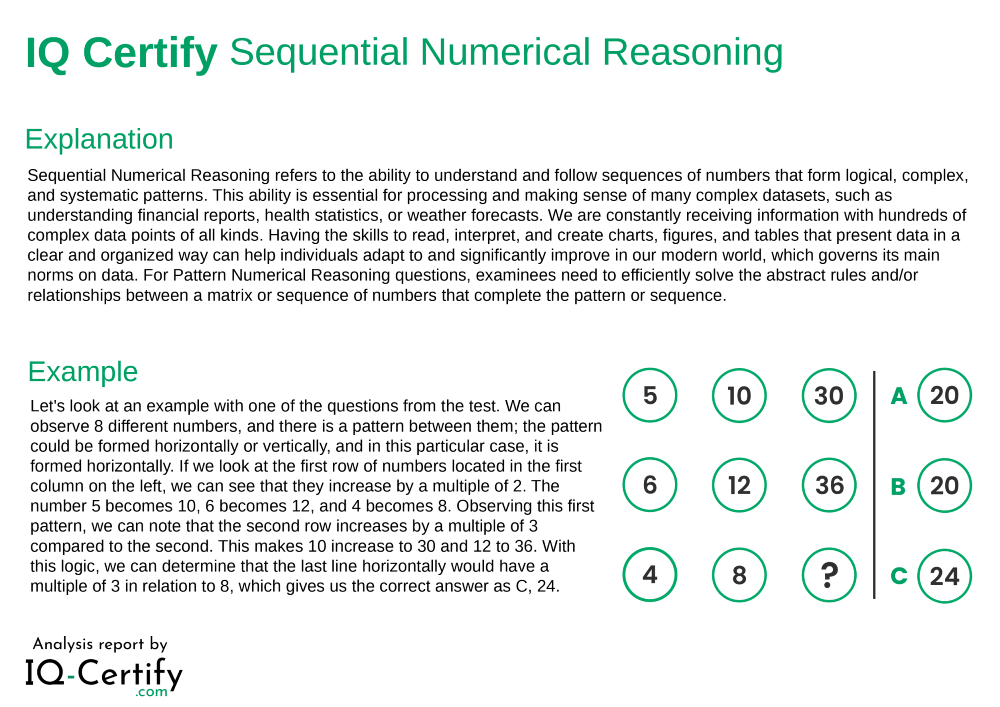 IQ Certify Sequential Numerical Reasoning
Explanation
Sequential Numerical Reasoning refers to the ability to understand and follow sequences of numbers that form logical, complex,
and systematic patterns. This ability is essential for processing and making sense of many complex datasets, such as
understanding financial reports, health statistics, or weather forecasts. We are constantly receiving information with hundreds of
complex data points of all kinds. Having the skills to read, interpret, and create charts, figures, and tables that present data in a
clear and organized way can help individuals adapt to and significantly improve in our modern world, which governs its main
norms on data. For Pattern Numerical Reasoning questions, examinees need to efficiently solve the abstract rules and/or
relationships between a matrix or sequence of numbers that complete the pattern or sequence.
Example
Let's look at an example with one of the questions from the test. We can
observe 8 different numbers, and there is a pattern between them; the pattern
could be formed horizontally or vertically, and in this particular case, it is
formed horizontally. If we look at the first row of numbers located in the first
column on the left, we can see that they increase by a multiple of 2. The
number 5 becomes 10, 6 becomes 12, and 4 becomes 8. Observing this first
pattern, we can note that the second row increases by a multiple of 3
compared to the second. This makes 10 increase to 30 and 12 to 36. With
this logic, we can determine that the last line horizontally would have a
multiple of 3 in relation to 8, which gives us the correct answer as C, 24.
5 10 30 A 20
6 12 36 B 20
4 8 ? C 24
Analysis report by
IQ-Certify
.com